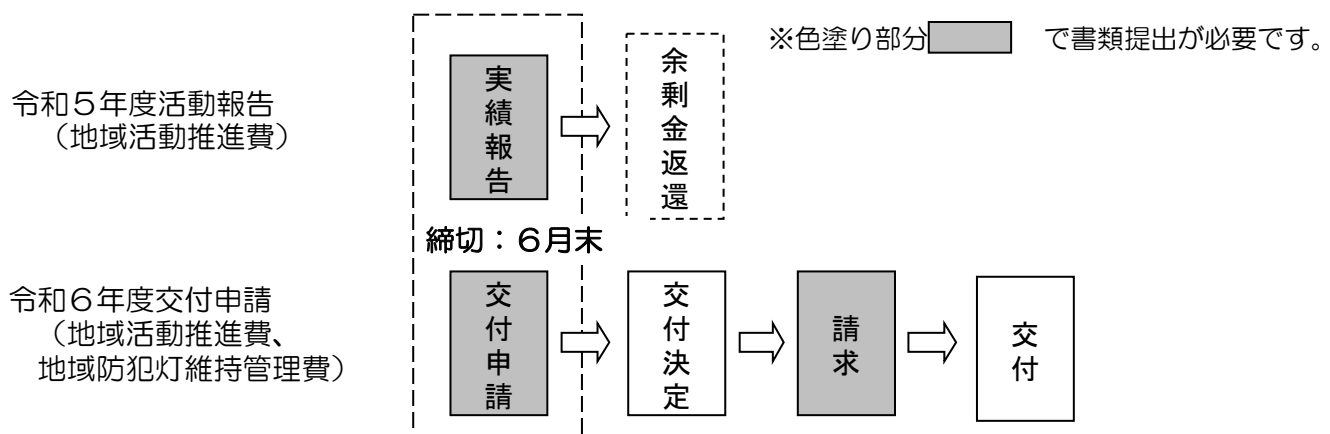 ※色塗り部分 で書類提出が必要です。
令和５年度活動報告
（地域活動推進費）
実績報告
余剰金返還
締切：６月末
令和６年度交付申請
（地域活動推進費、
地域防犯灯維持管理費）
交付申請
交付決定
請求
交付